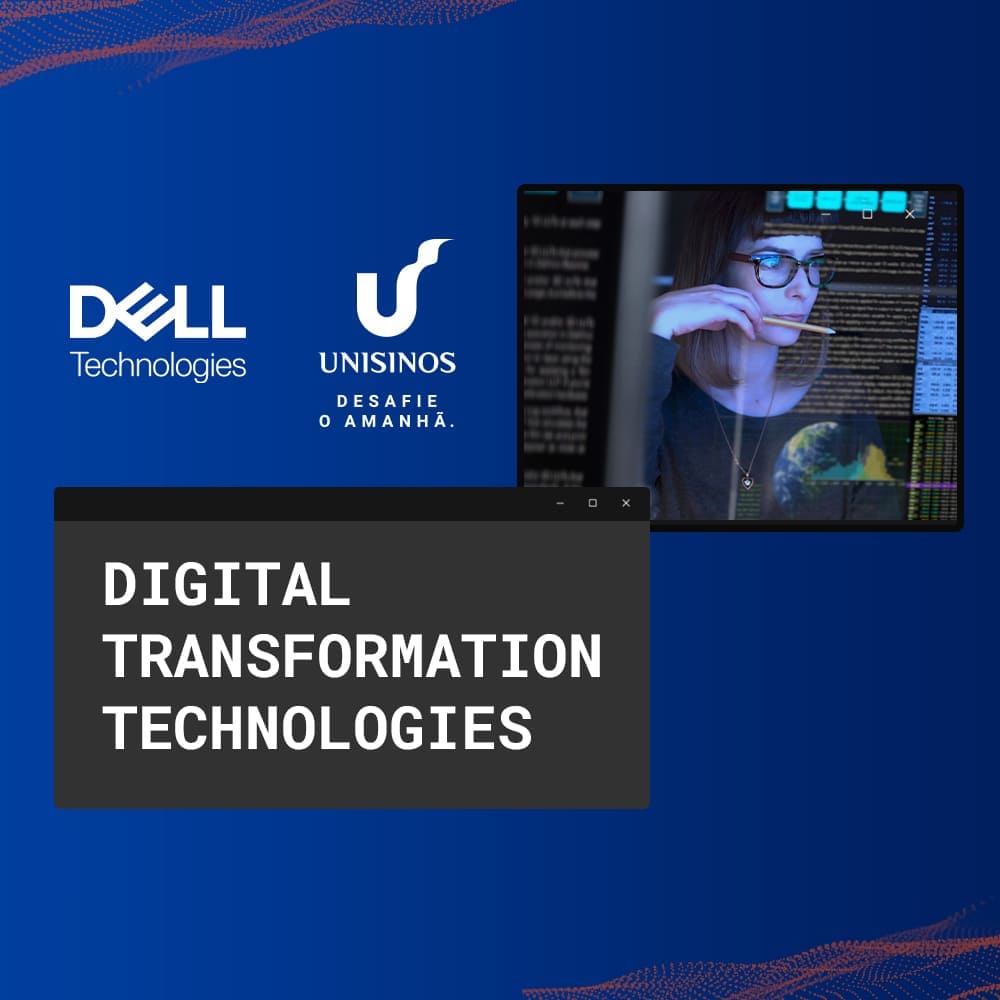 DELL
Technologies
UNISINOS
DESAFIE
O AMANHÃ.
DIGITAL
TRANSFORMATION
TECHNOLOGIES